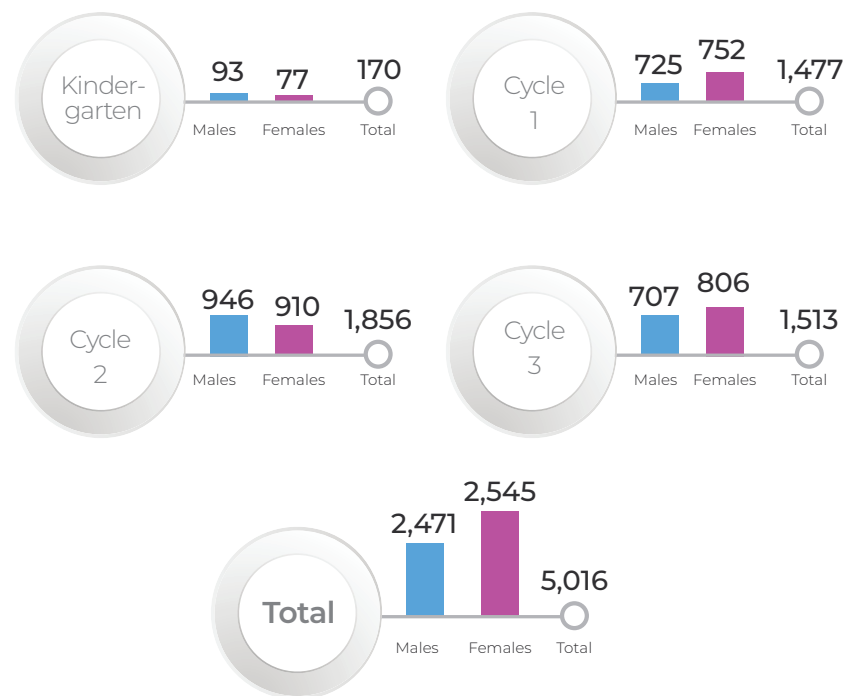 Kinder-
garten
93 77 170
Males Females Total
Cycle
1
725 752 1,477
Males Females Total
Cycle
2
946 910 1,856
Males Females Total
Cycle
3
707 806 1,513
Males Females Total
Total
2,471 2,545 5,016
Males Females Total